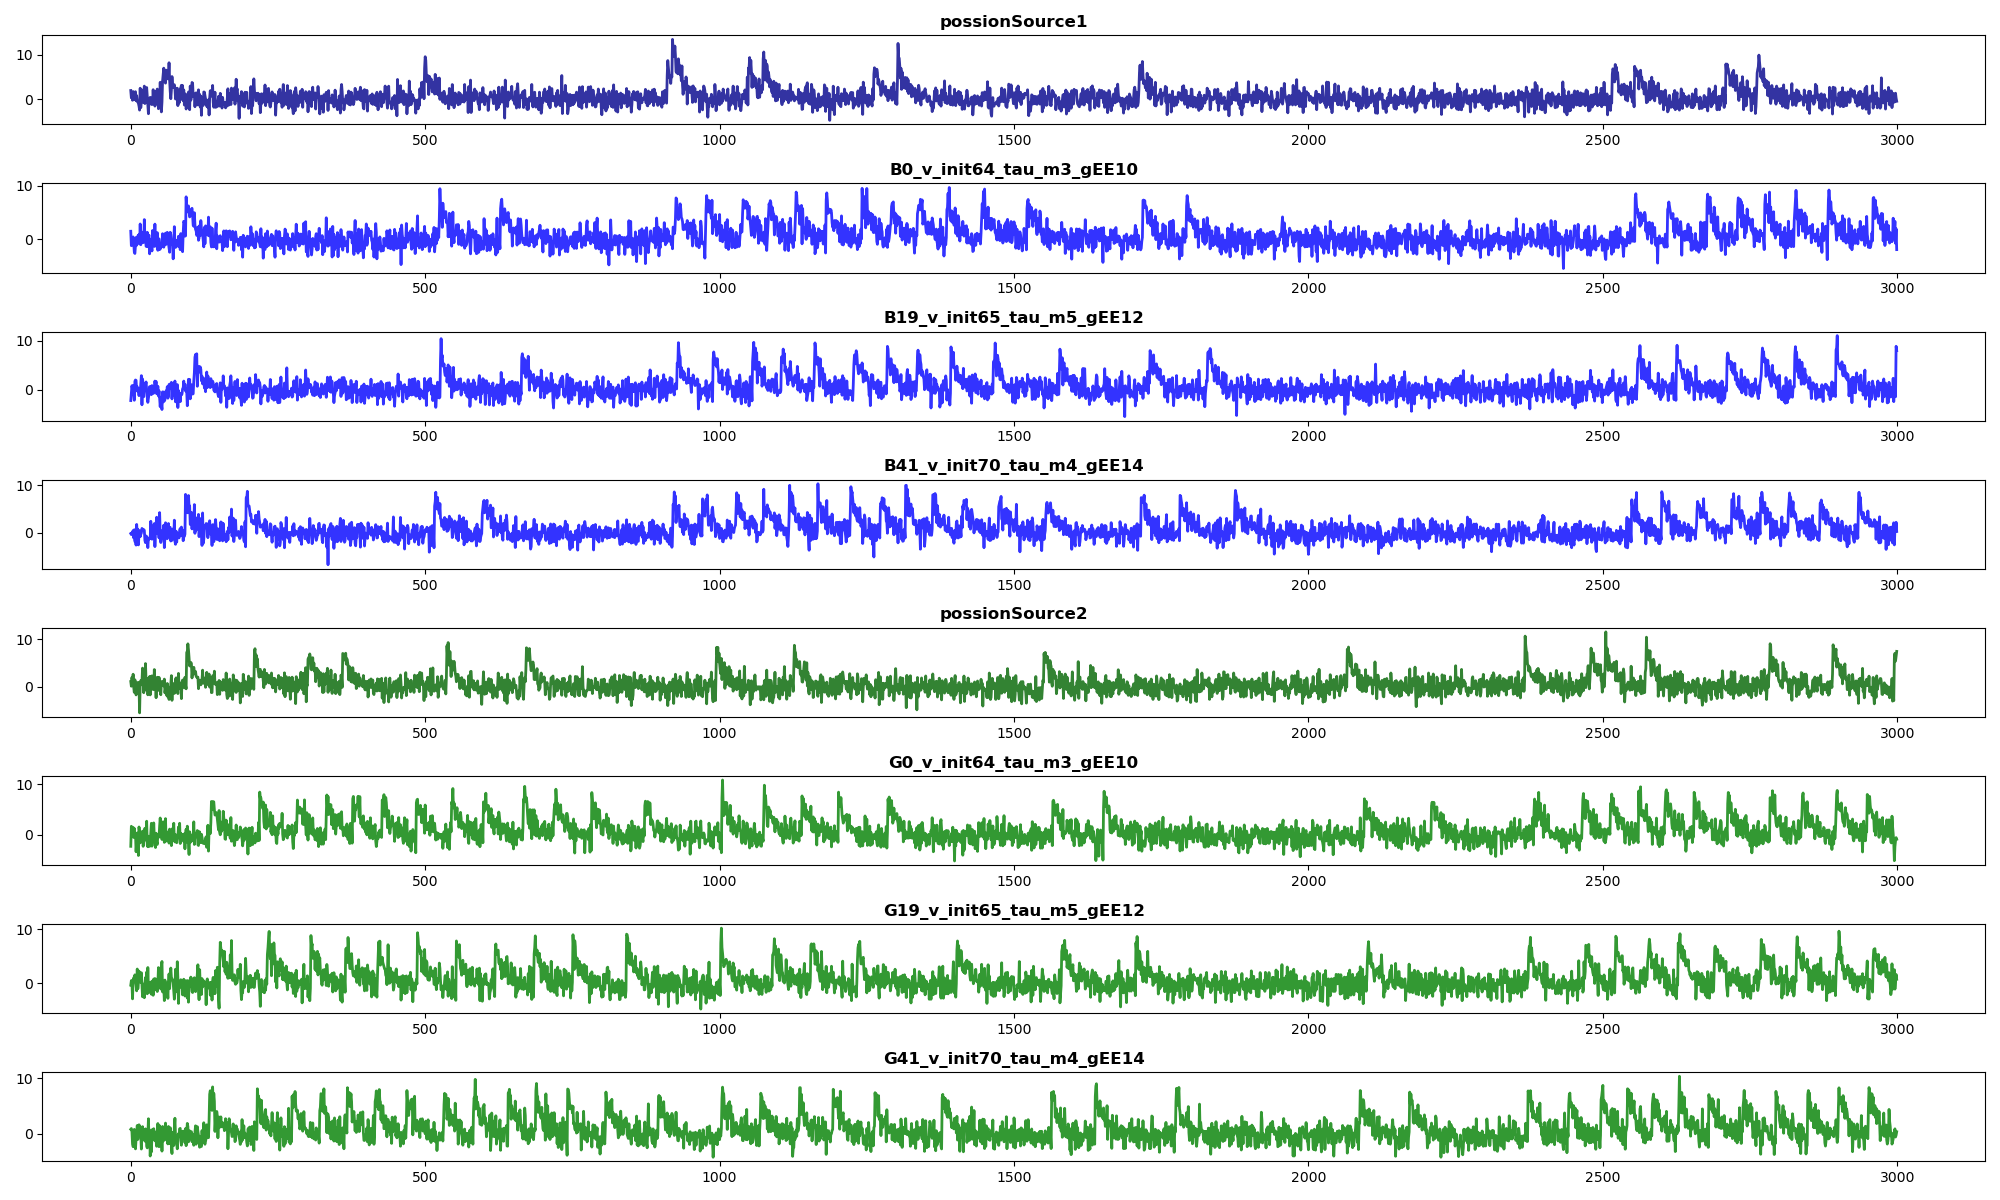 possionSource1
10
0
0 500 1000 1500 2000 2500 3000
B0_v_init64_tau_m3_gEE10
10
0
0 500 1000 1500 2000 2500 3000
B19_v_init65_tau_m5_gEE12
10
0
0 500 1000 1500 2000 2500 3000
B41_v_init70_tau_m4_gEE14
10
0
0 500 1000 1500 2000 2500 3000
possionSource2
10
0
0 500 1000 1500 2000 2500 3000
G0_v_init64_tau_m3_gEE10
10
0
0 500 1000 1500 2000 2500 3000
G19_v_init65_tau_m5_gEE12
10
0
0 500 1000 1500 2000 2500 3000
G41_v_init70_tau_m4_gEE14
10
0
0 500 1000 1500 2000 2500 3000